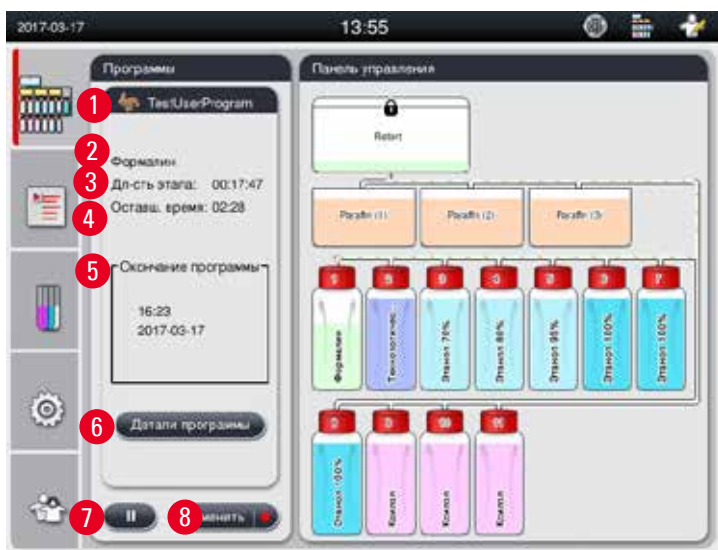 2017-03-17
13:55
Программы
1 TestUserProgram
2
Формалин
3 Дл-сть этапа: 00:17:47
4 Оставш. время: 02:28
5 Окончание программы
16:23
2017-03-17
6 Детали программы
7
8 менить
Панель управления
Retort
Paraffin (1)
Paraffin (2)
Paraffin (3)
Формалин
Этанол 70%
Этанол 80%
Этанол 95%
Этанол 100%
Этанол 100%
Этанол 100%
Ксилол
Ксилол
Ксилол